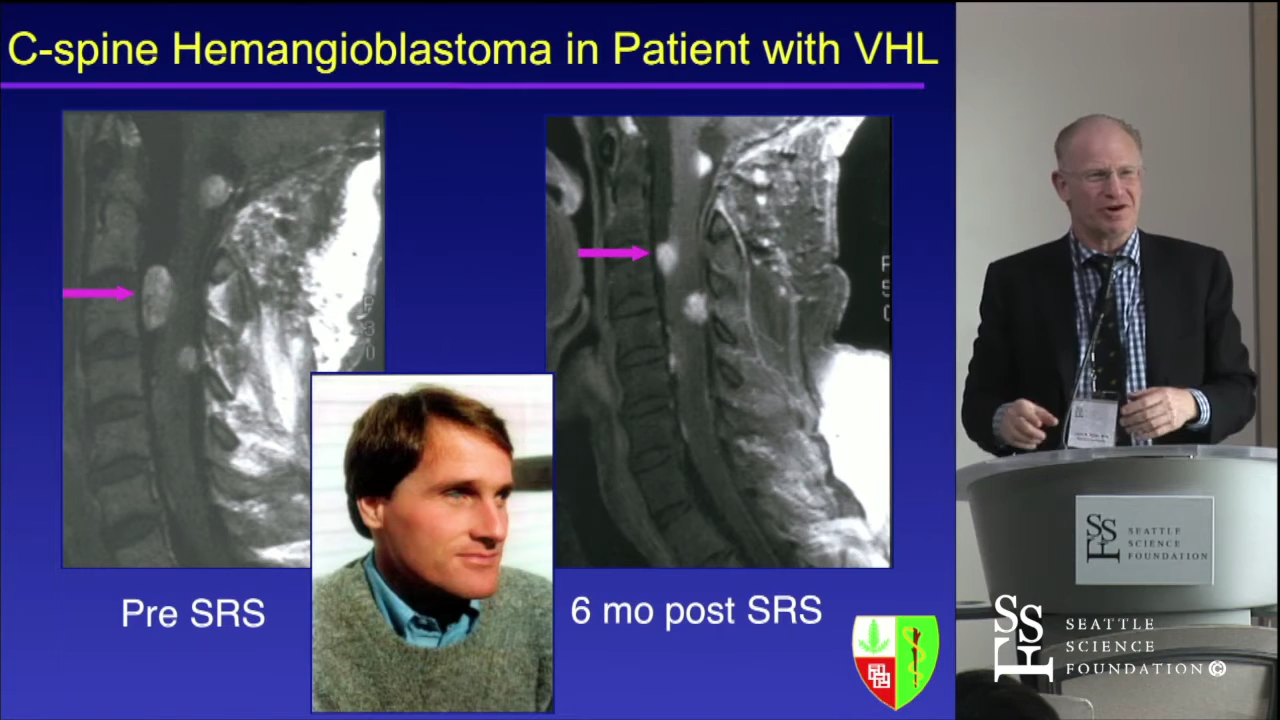 C-spine Hemangioblastoma in Patient with VHL
Pre SRS
6 mo post SRS
SEATTLE
SCIENCE
FOUNDATION
SEATTLE
SCIENCE
FOUNDATION©